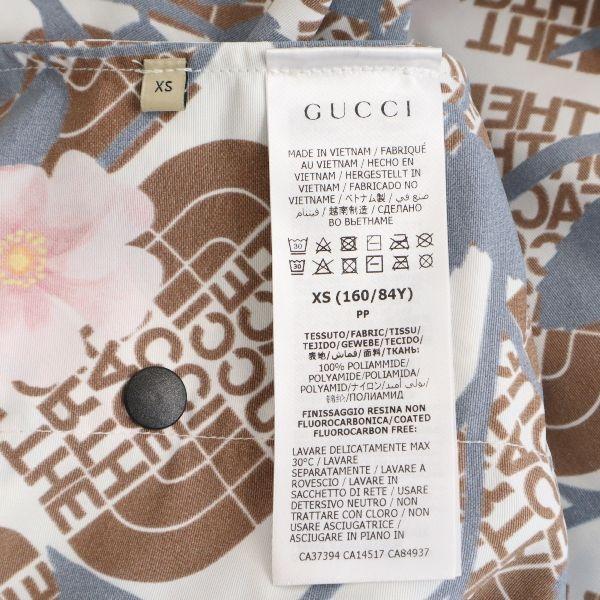 XS
GUCCI
MADE IN VIETNAM / FABRIQUÉ
AU VIETNAM / HECHO EN
VIETNAM / HERGESTELLT IN
VIETNAM / FABRICADO NO
VIETNAME / ベトナム製 / صنع في
فييتنام / 越南制造 / СДЕЛАНО
ВО ВЬЕТНАМЕ
30
30
XS (160/84Y)
PP
TESSUTO/FABRIC/TISSU/
TEJIDO/GEWEBE/TECIDO/
表地/قماش/面料/ТКАНЬ:
100% POLIAMMIDE/
POLYAMIDE/POLIAMIDA/
POLYAMID/ナイロン/بولي أميد/
锦纶/ПОЛИАМИД
FINISSAGGIO RESINA NON
FLUOROCARBONICA/COATED
FLUOROCARBON FREE:
LAVARE DELICATAMENTE MAX
30°C / LAVARE
SEPARATAMENTE / LAVARE A
ROVESCIO / LAVARE IN
SACCHETTO DI RETE / USARE
DETERSIVO NEUTRO / NON
TRATTARE CON CLORO / NON
USARE ASCIUGATRICE /
ASCIUGARE IN PIANO IN
CA37394 CA14517 CA84937